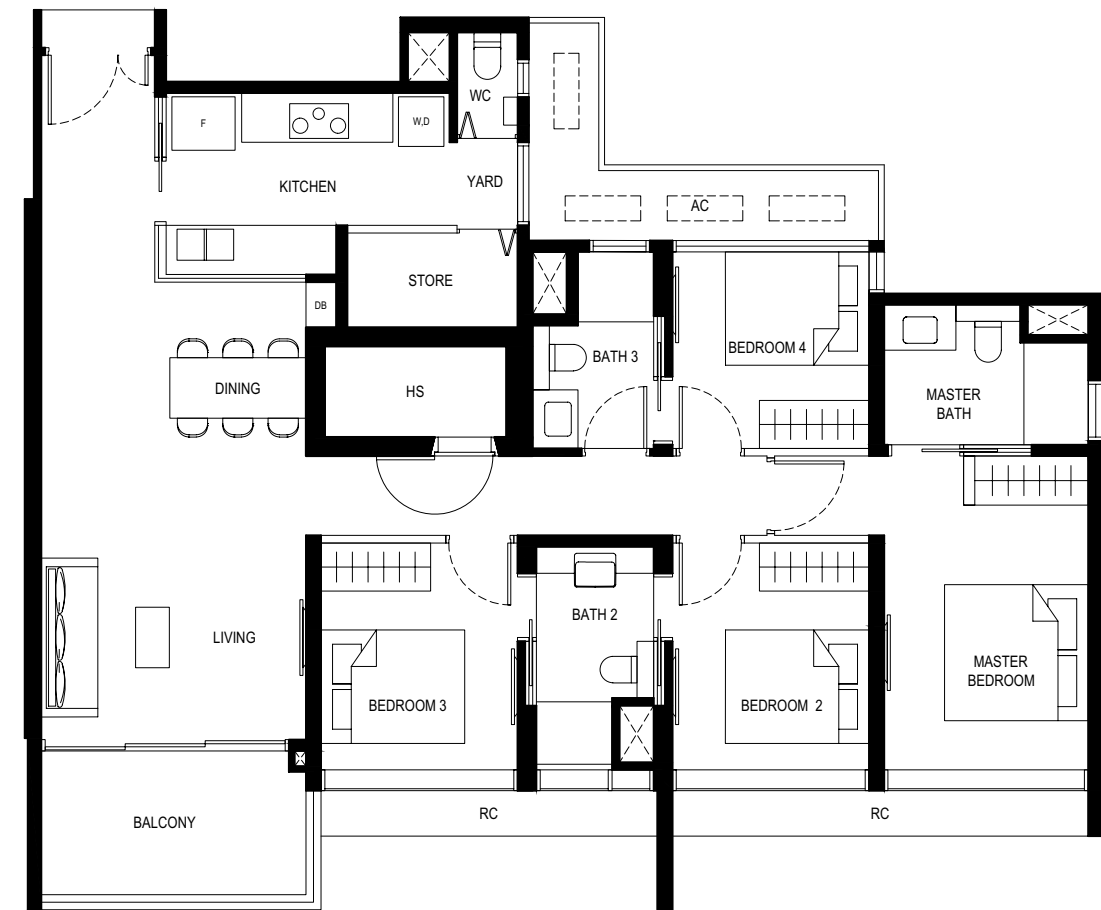 WC
F
W,D
KITCHEN
YARD
AC
STORE
DB
BEDROOM 4
BATH 3
DINING
HS
MASTER
BATH
BATH 2
LIVING
MASTER
BEDROOM
BEDROOM 3
BEDROOM 2
BALCONY
RC
RC